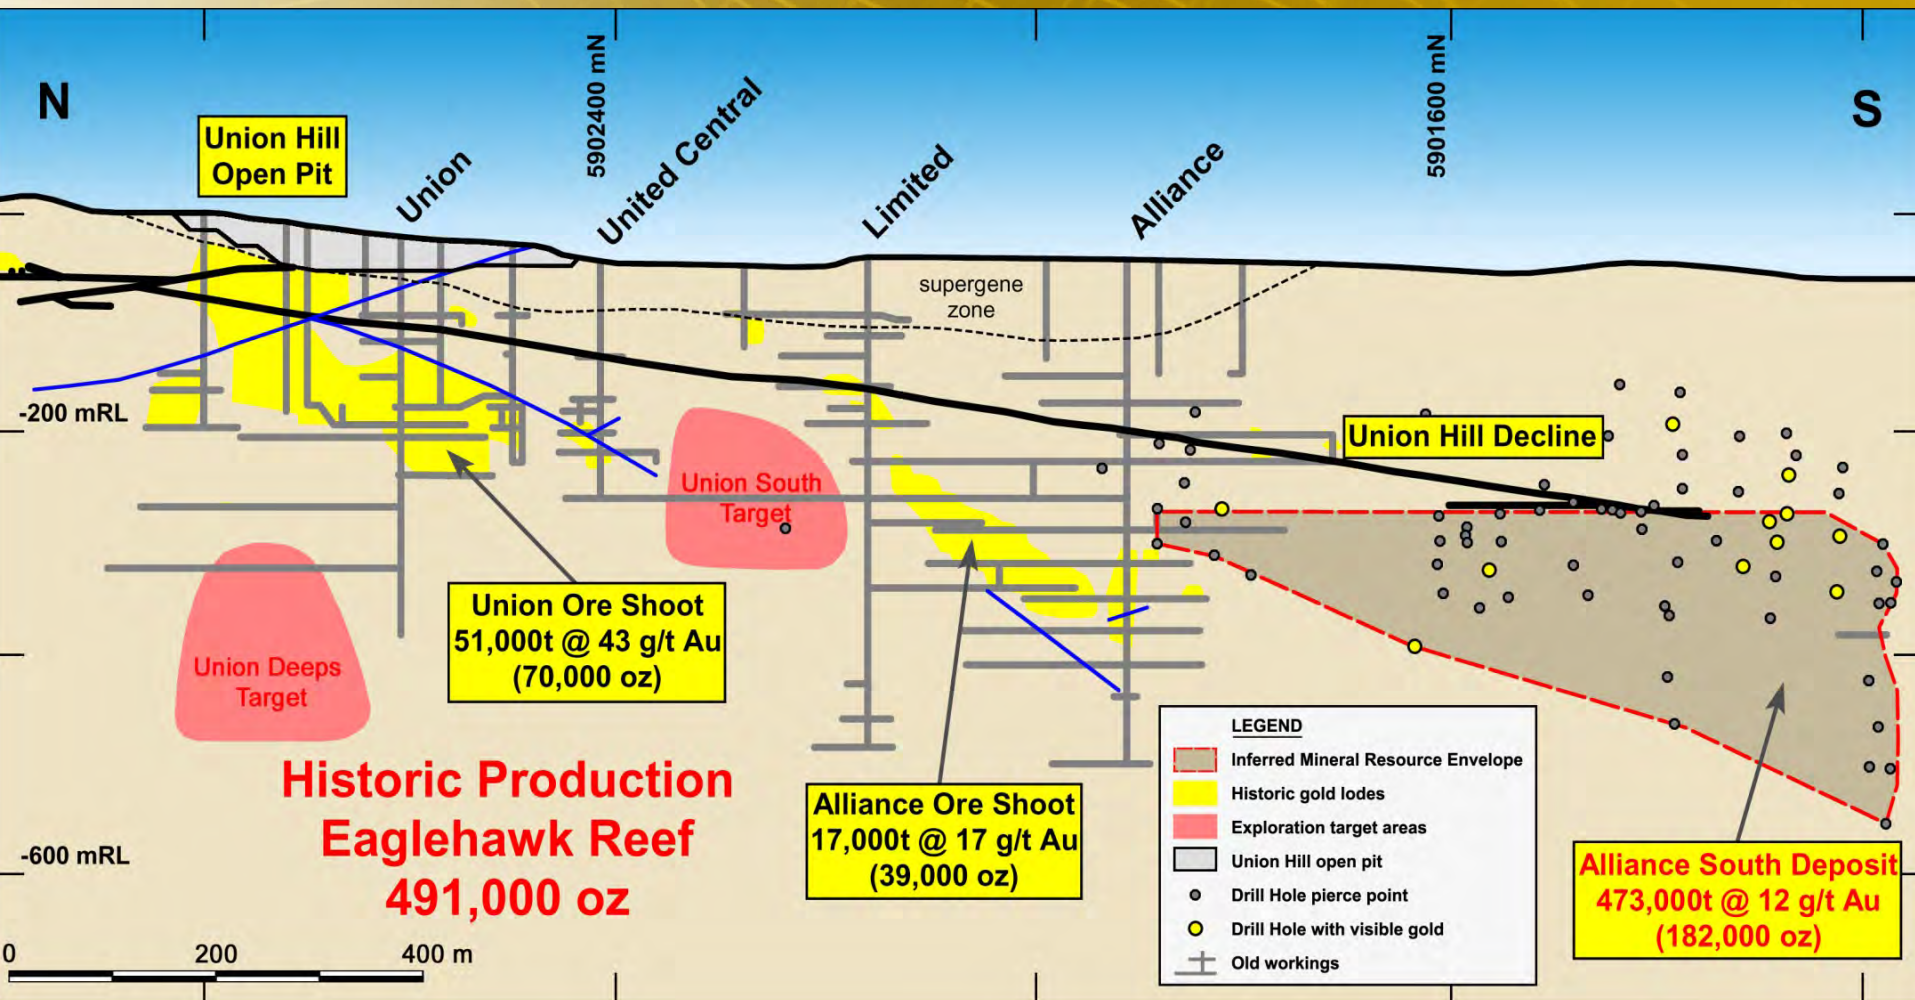 N
S
Union Hill
Open Pit
Union
5902400 mN
United Central
Limited
Alliance
5901600 mN
supergene
zone
-200 mRL
Union Hill Decline
Union South
Target
Union Ore Shoot
51,000t @ 43 g/t Au
(70,000 oz)
Union Deeps
Target
Historic Production
Eaglehawk Reef
491,000 oz
Alliance Ore Shoot
17,000t @ 17 g/t Au
(39,000 oz)
LEGEND
Inferred Mineral Resource Envelope
Historic gold lodes
Exploration target areas
Union Hill open pit
Drill Hole pierce point
Drill Hole with visible gold
Old workings
Alliance South Deposit
473,000t @ 12 g/t Au
(182,000 oz)
-600 mRL
0 200 400 m